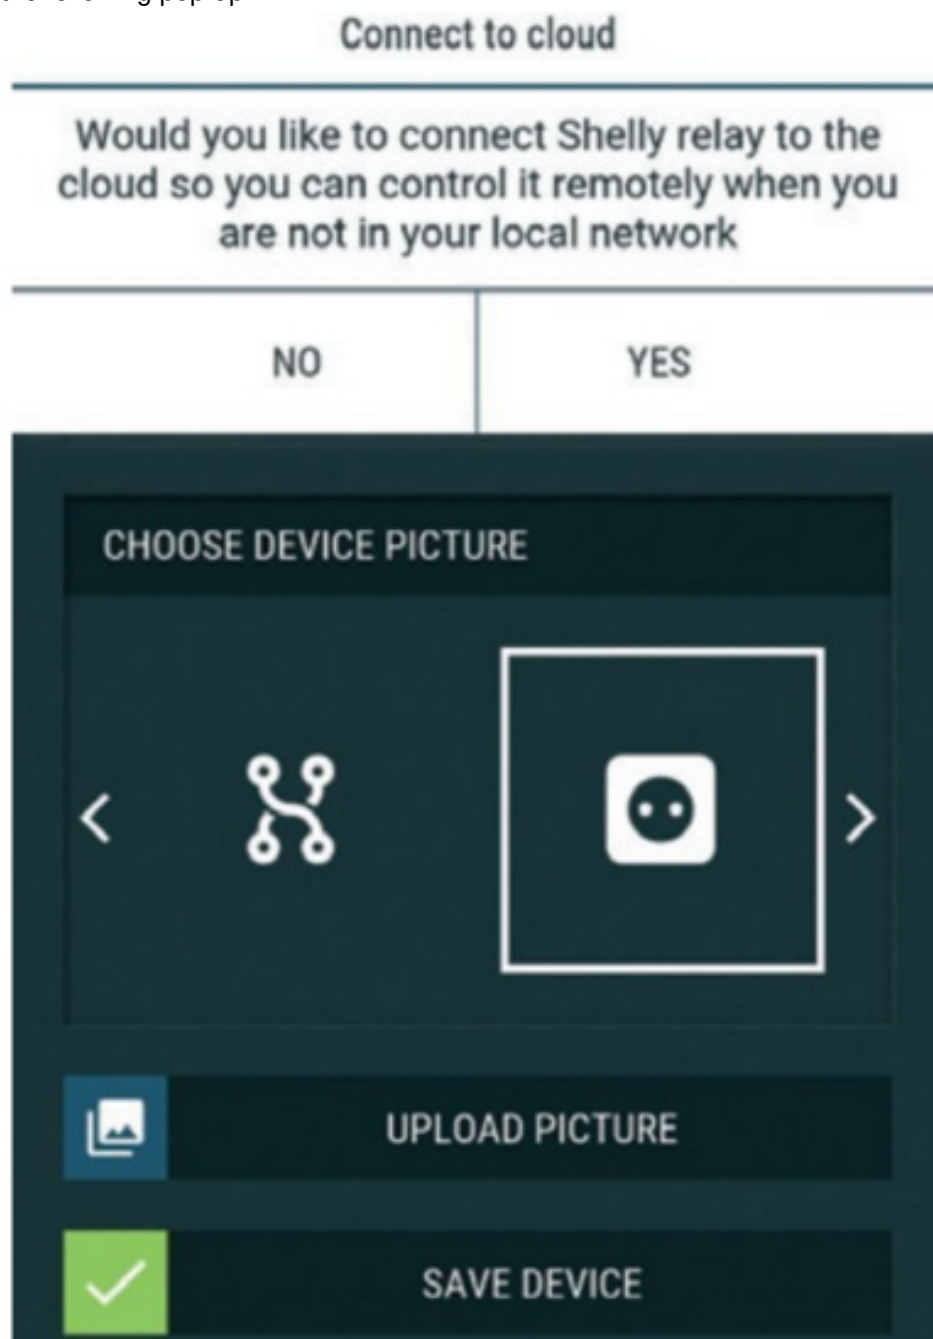 Connect to cloud
Would you like to connect Shelly relay to the
cloud so you can control it remotely when you
are not in your local network
NO
YES
CHOOSE DEVICE PICTURE
UPLOAD PICTURE
SAVE DEVICE